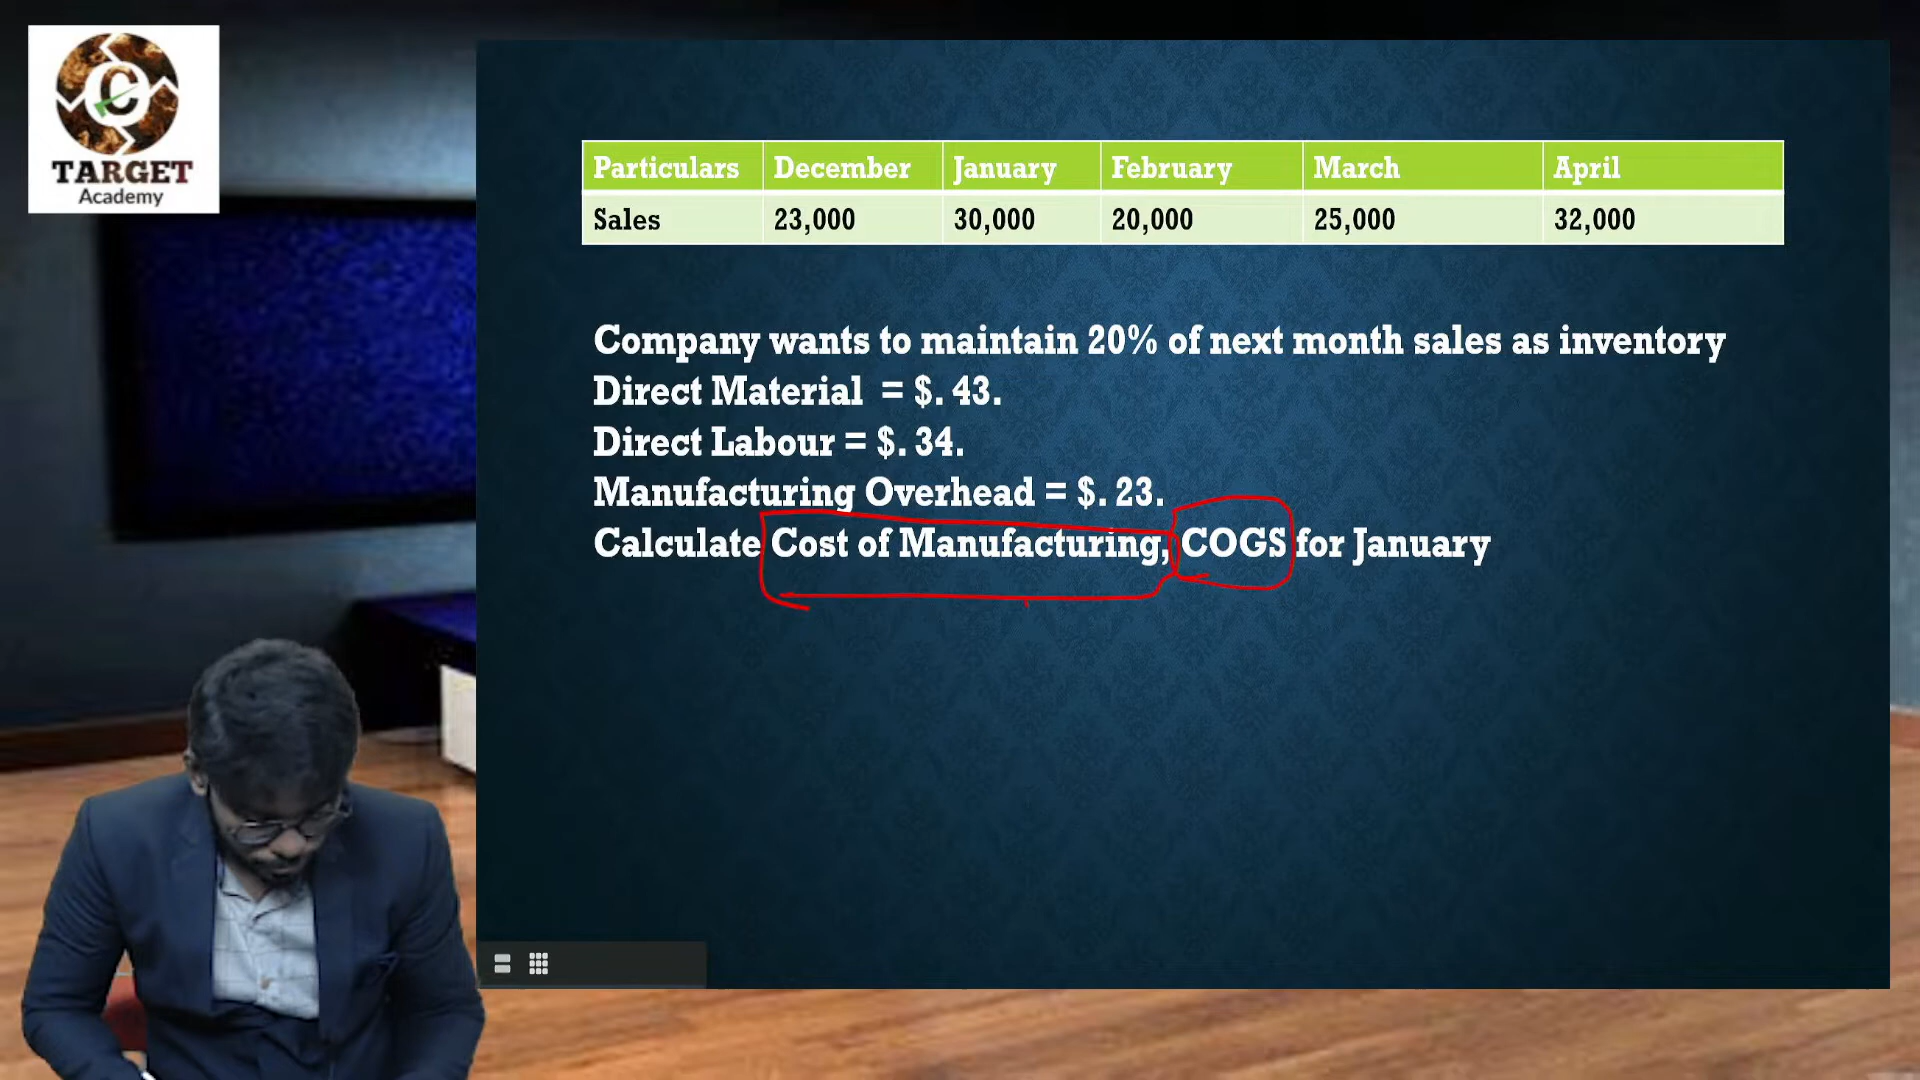 TARGET
Academy
Particulars December January February March April
Sales 23,000 30,000 20,000 25,000 32,000
Company wants to maintain 20% of next month sales as inventory
Direct Material = $. 43.
Direct Labour = $. 34.
Manufacturing Overhead = $. 23.
Calculate Cost of Manufacturing, COGS for January